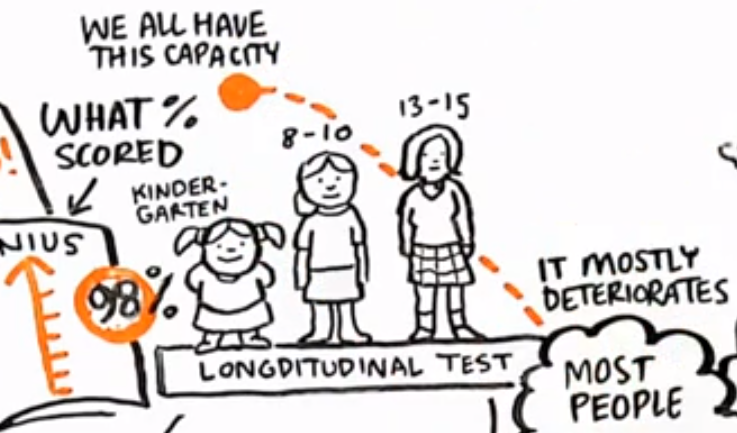 WE ALL HAVE
THIS CAPACITY
WHAT %
SCORED
KINDER-
GARTEN
8-10
13-15
NIUS
98%
LONGDITUDINAL TEST
IT MOSTLY
DETERIORATES
MOST
PEOPLE